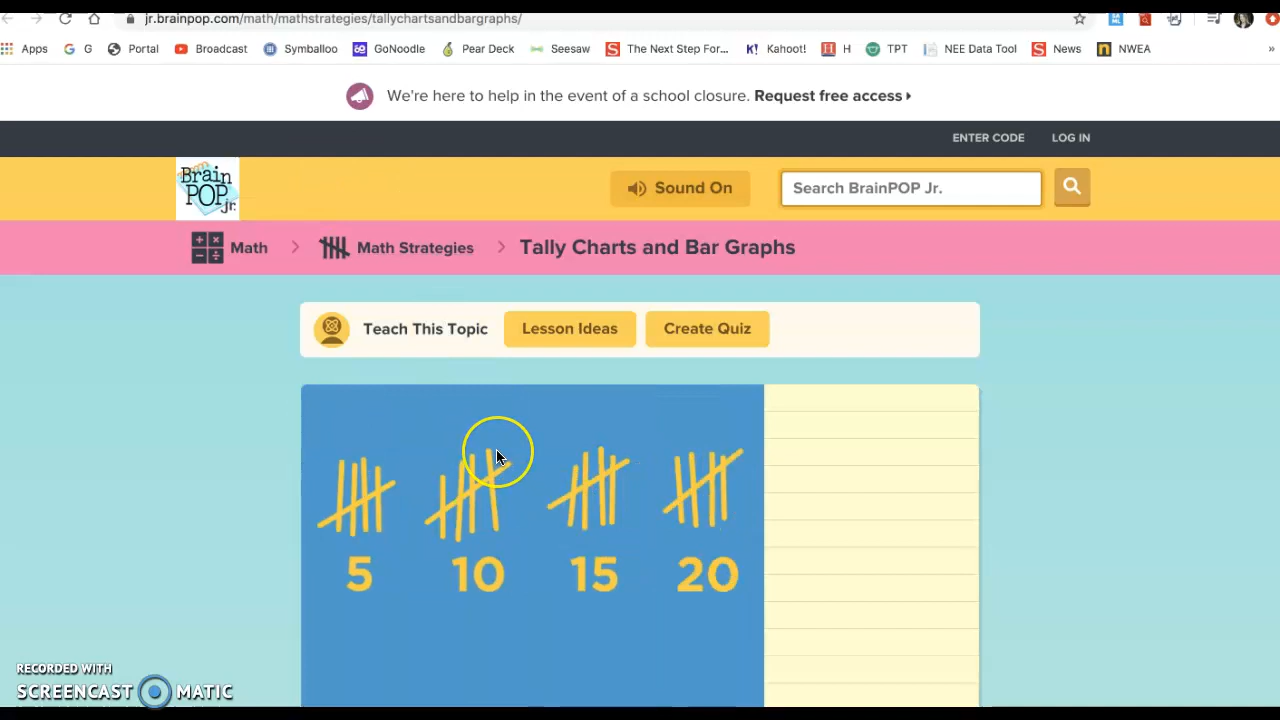 jr.brainpop.com/math/mathstrategies/tallychartsandbargraphs/
Apps G G Portal Broadcast Symbaloo GoNoodle Pear Deck Seesaw The Next Step For... K! Kahoot! H H TPT NEE Data Tool S News NWEA »
We're here to help in the event of a school closure. Request free access
ENTER CODE LOG IN
Brain POP jr. Sound On Search BrainPOP Jr.
Math Math Strategies Tally Charts and Bar Graphs
Teach This Topic Lesson Ideas Create Quiz
5 10 15 20
RECORDED WITH
SCREENCAST MATIC